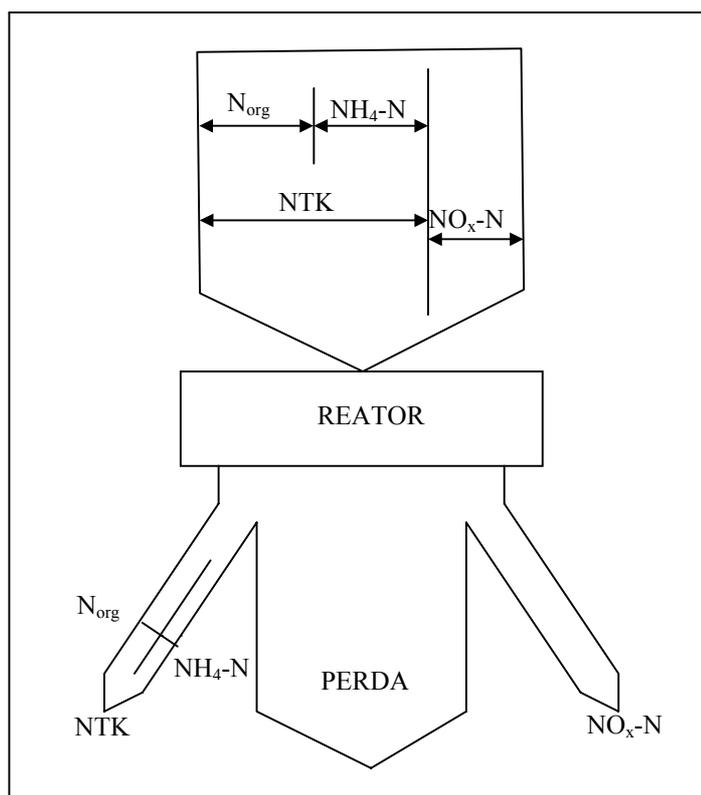 N_org NH₄-N
NTK
NOₓ-N
REATOR
N_org
NH₄-N
PERDA
NTK
NOₓ-N